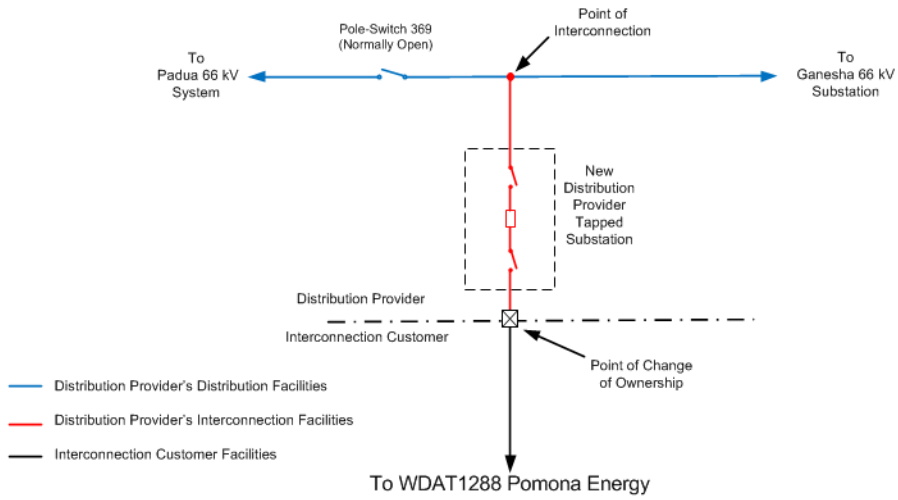 Pole-Switch 369
(Normally Open)
Point of
Interconnection
To
Padua 66 kV
System
To
Ganesha 66 kV
Substation
New
Distribution
Provider
Tapped
Substation
Distribution Provider
Interconnection Customer
Point of Change
of Ownership
Distribution Provider's Distribution Facilities
Distribution Provider's Interconnection Facilities
Interconnection Customer Facilities
To WDAT1288 Pomona Energy